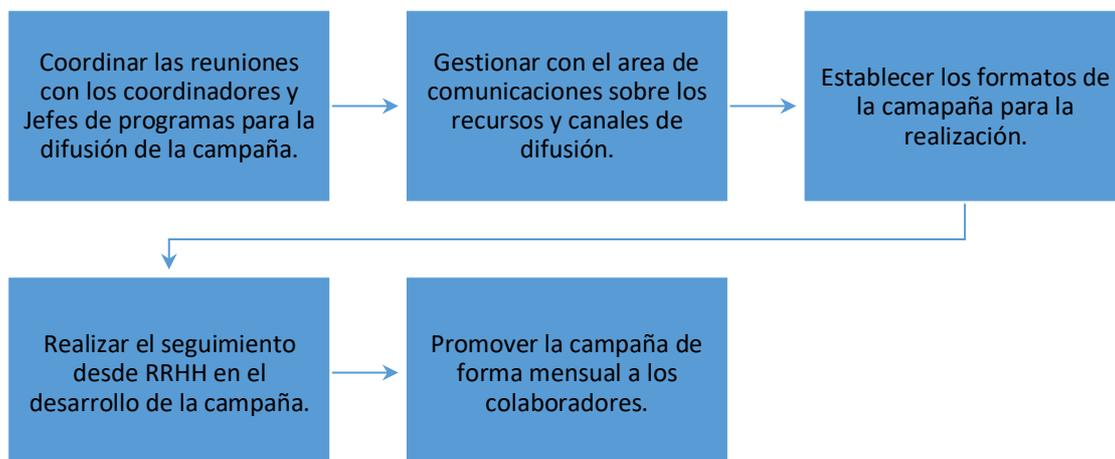 Coordinar las reuniones
con los coordinadores y
Jefes de programas para la
difusión de la campaña.
Gestionar con el area de
comunicaciones sobre los
recursos y canales de
difusión.
Establecer los formatos de
la camapaña para la
realización.
Realizar el seguimiento
desde RRHH en el
desarrollo de la campaña.
Promover la campaña de
forma mensual a los
colaboradores.